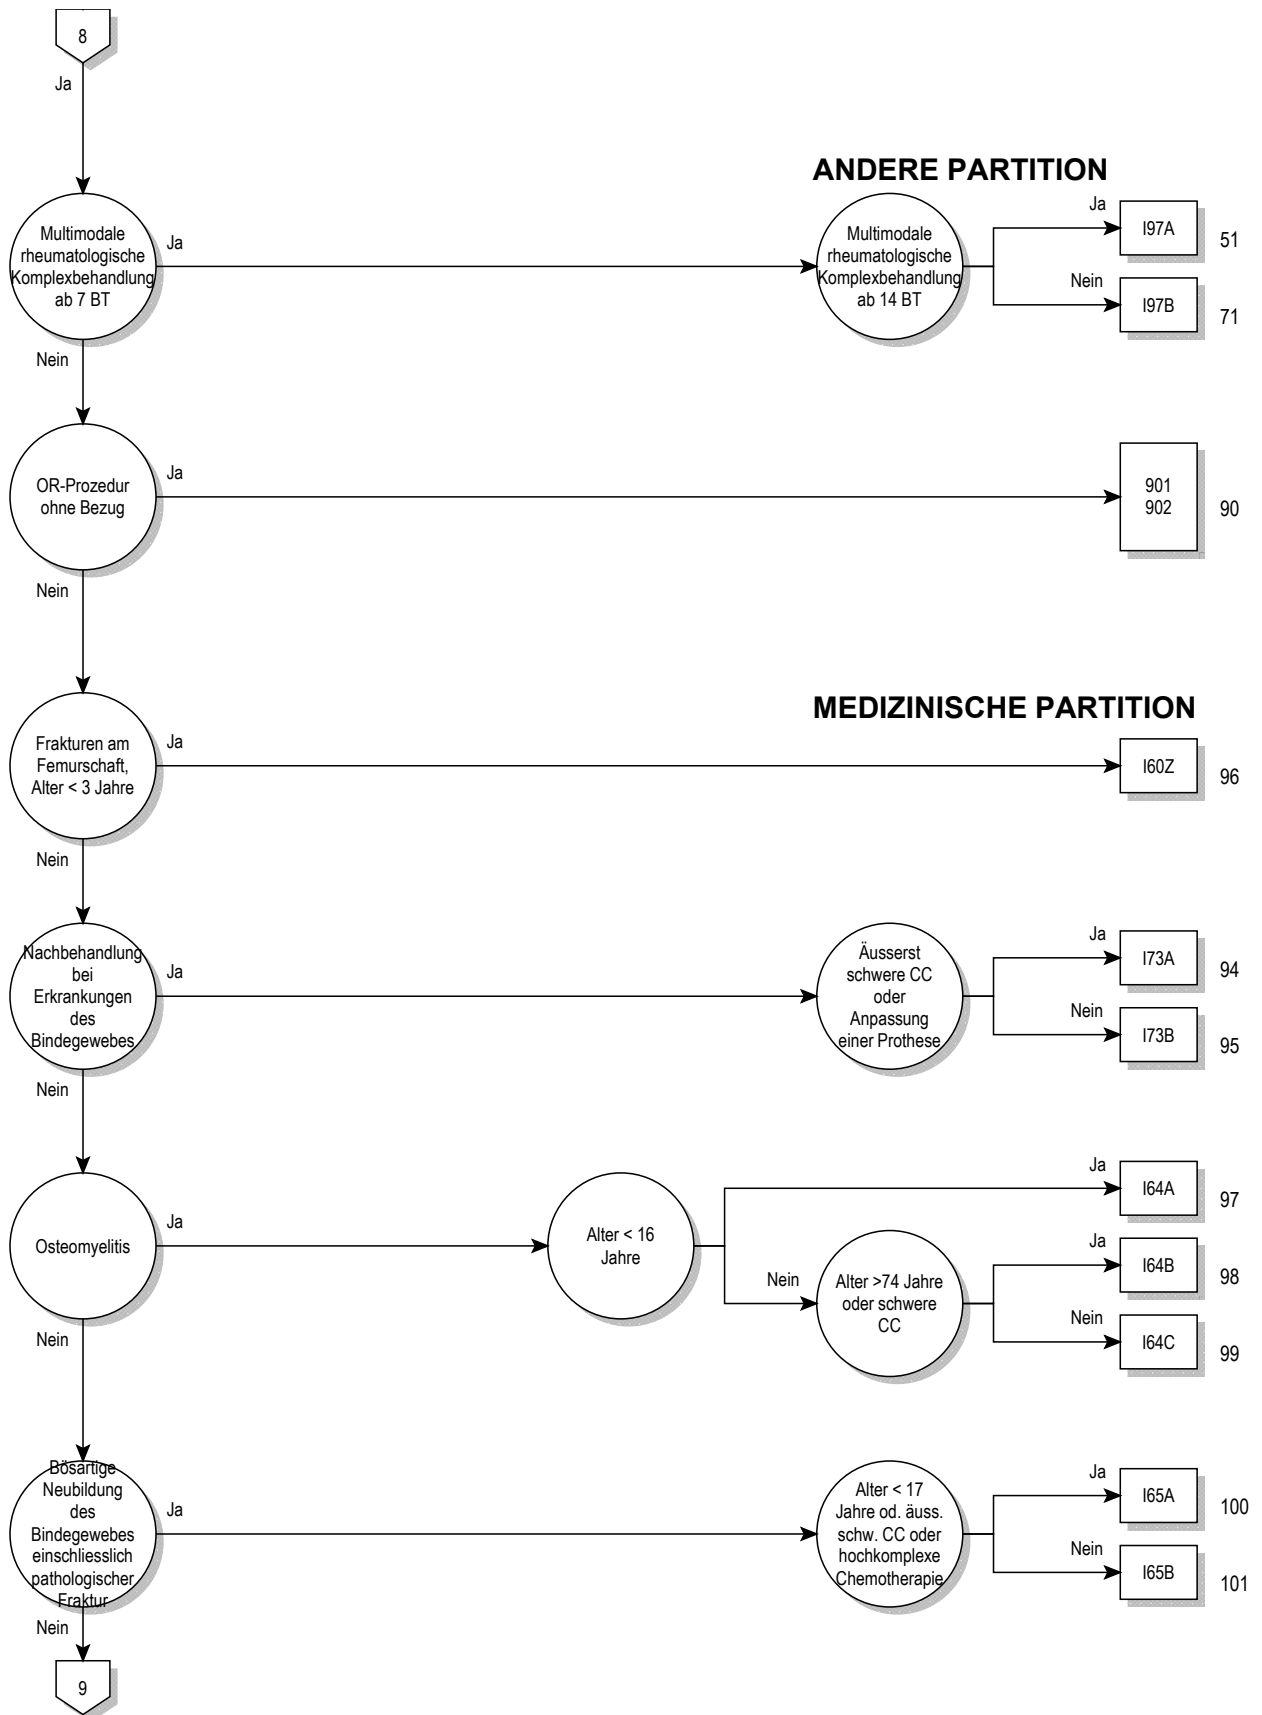 8
Ja
ANDERE PARTITION
Multimodale
rheumatologische
Komplexbehandlung
ab 7 BT
Ja
Multimodale
rheumatologische
Komplexbehandlung
ab 14 BT
Ja
I97A
51
Nein
I97B
71
Nein
OR-Prozedur
ohne Bezug
Ja
901
902
90
Nein
MEDIZINISCHE PARTITION
Frakturen am
Femurschaft,
Alter < 3 Jahre
Ja
I60Z
96
Nein
Nachbehandlung
bei
Erkrankungen
des
Bindegewebes
Ja
Äusserst
schwere CC
oder
Anpassung
einer Prothese
Ja
I73A
94
Nein
I73B
95
Nein
Osteomyelitis
Ja
Alter < 16
Jahre
Ja
I64A
97
Nein
Alter >74 Jahre
oder schwere
CC
Ja
I64B
98
Nein
I64C
99
Nein
Bösartige
Neubildung
des
Bindegewebes
einschliesslich
pathologischer
Fraktur
Ja
Alter < 17
Jahre od. äuss.
schw. CC oder
hochkomplexe
Chemotherapie
Ja
I65A
100
Nein
I65B
101
Nein
9